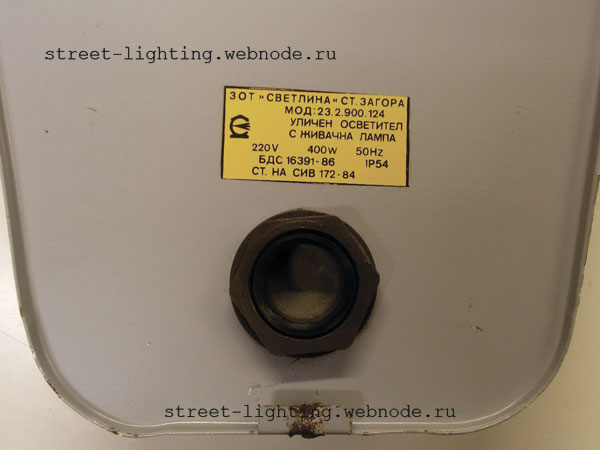 street-lighting.webnode.ru
ЗОТ "СВЕТЛИНА" СТ. ЗАГОРА
МОД: 23.2.900.124
УЛИЧЕН ОСВЕТИТЕЛ
С ЖИВАЧНА ЛАМПА
220V 400W 50Hz
БДС 16391-86 IP54
СТ. НА СИВ 172-84
street-lighting.webnode.ru